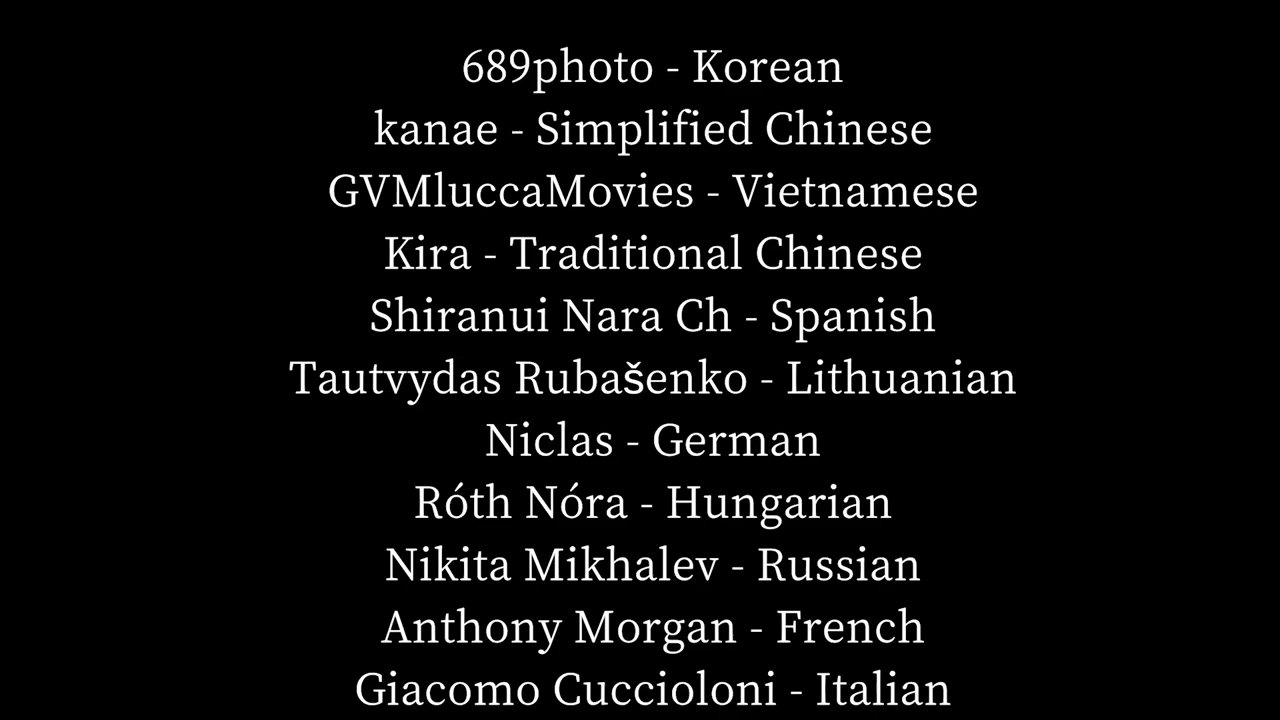 689photo - Korean
kanae - Simplified Chinese
GVMluccaMovies - Vietnamese
Kira - Traditional Chinese
Shiranui Nara Ch - Spanish
Tautvydas Rubašenko - Lithuanian
Niclas - German
Róth Nóra - Hungarian
Nikita Mikhalev - Russian
Anthony Morgan - French
Giacomo Cuccioloni - Italian